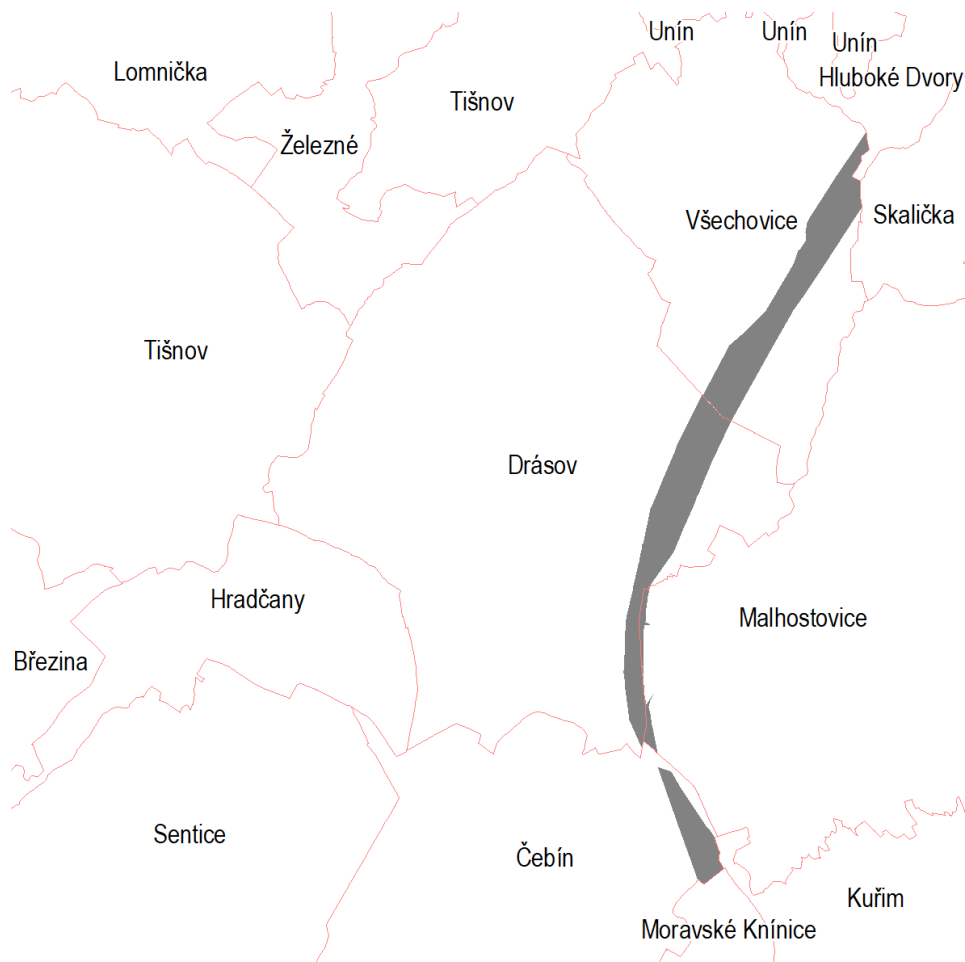 Unín
Unín
Unín
Lomnička
Hluboké Dvory
Tišnov
Železné
Všechovice
Skalička
Tišnov
Drásov
Hradčany
Malhostovice
Březina
Sentice
Čebín
Kuřim
Moravské Knínice